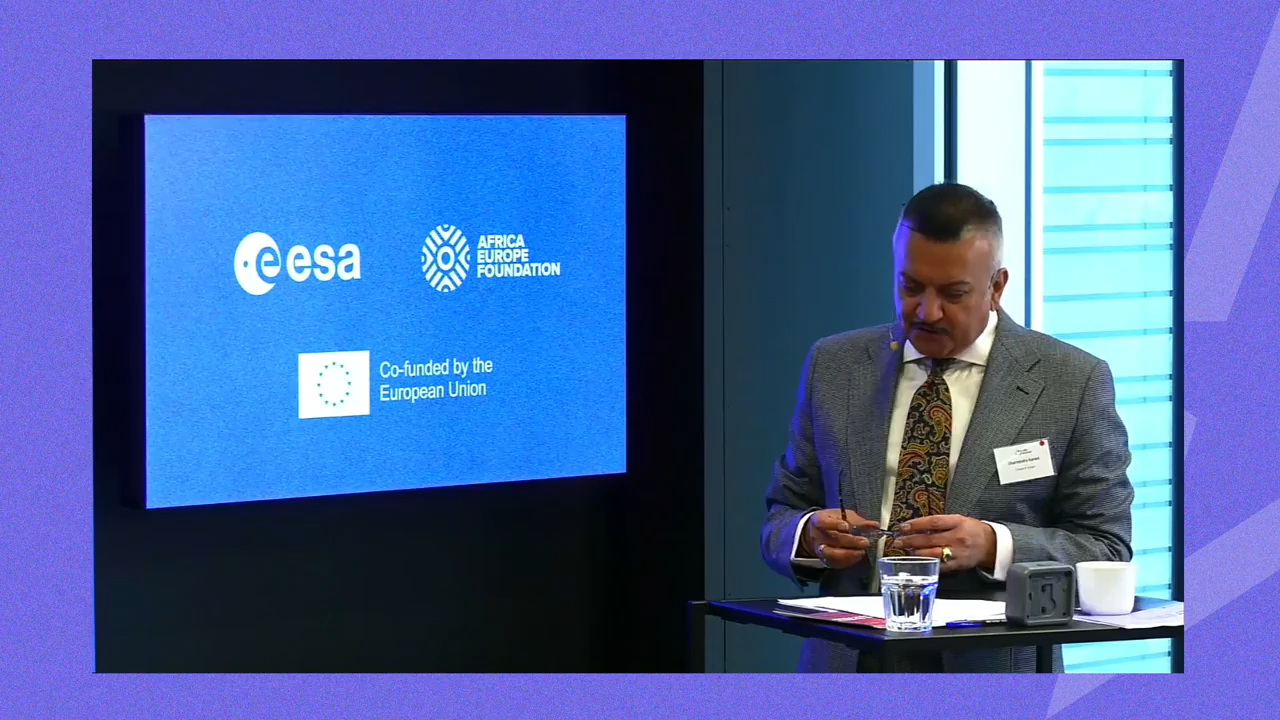 esa
AFRICA
EUROPE
FOUNDATION
Co-funded by the
European Union